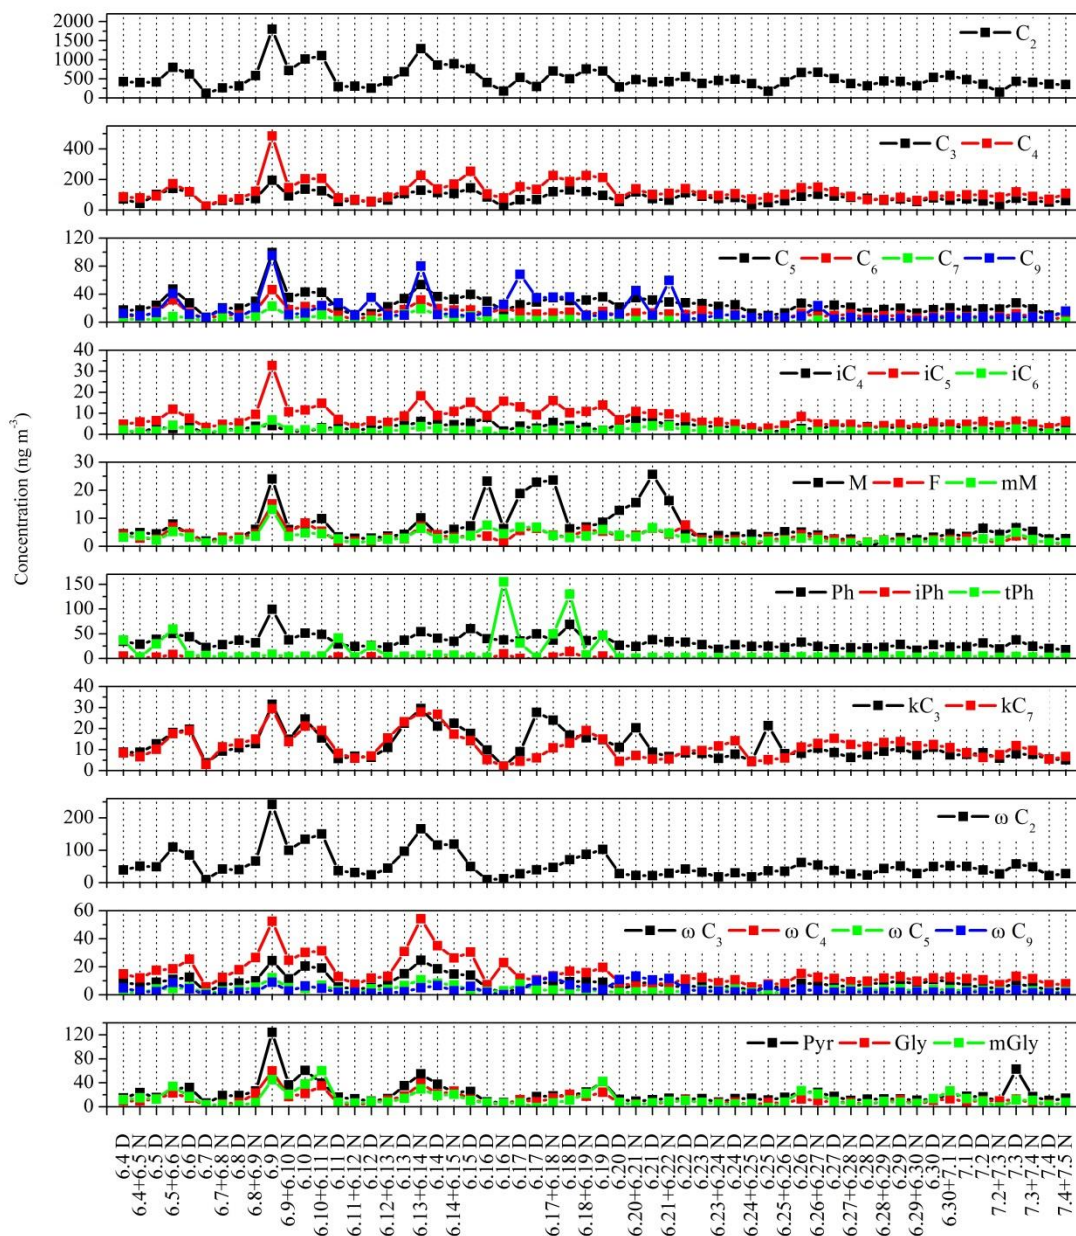 Concentration (ng m⁻³)
2000
1500
1000
500
0
C₂
400
200
0
C₃ C₄
120
80
40
0
C₅ C₆ C₇ C₉
40
30
20
10
0
iC₄ iC₅ iC₆
30
20
10
0
M F mM
150
100
50
0
Ph iPh tPh
40
30
20
10
0
kC₃ kC₇
200
100
0
ω C₂
60
40
20
0
ω C₃ ω C₄ ω C₅ ω C₉
120
80
40
0
Pyr Gly mGly
6.4 D
6.4+6.5 N
6.5 D
6.5+6.6 N
6.6 D
6.7 D
6.7+6.8 N
6.8 D
6.8+6.9 N
6.9 D
6.9+6.10 N
6.10 D
6.10+6.11 N
6.11 D
6.11+6.12 N
6.12 D
6.12+6.13 N
6.13 D
6.13+6.14 N
6.14 D
6.14+6.15 N
6.15 D
6.16 D
6.16 N
6.17 D
6.17 D
6.17+6.18 N
6.18 D
6.18+6.19 N
6.19 D
6.20 D
6.20+6.21 N
6.21 D
6.21+6.22 N
6.22 D
6.23 D
6.23+6.24 N
6.24 D
6.25 N
6.25 D
6.25+6.26 N
6.26 D
6.26+6.27 N
6.27 D
6.27+6.28 N
6.28 D
6.28+6.29 N
6.29 D
6.29+6.30 N
6.30 D
6.30+7.1 N
7.1 D
7.2 D
7.2+7.3 N
7.3 D
7.3+7.4 N
7.4 D
7.4+7.5 N